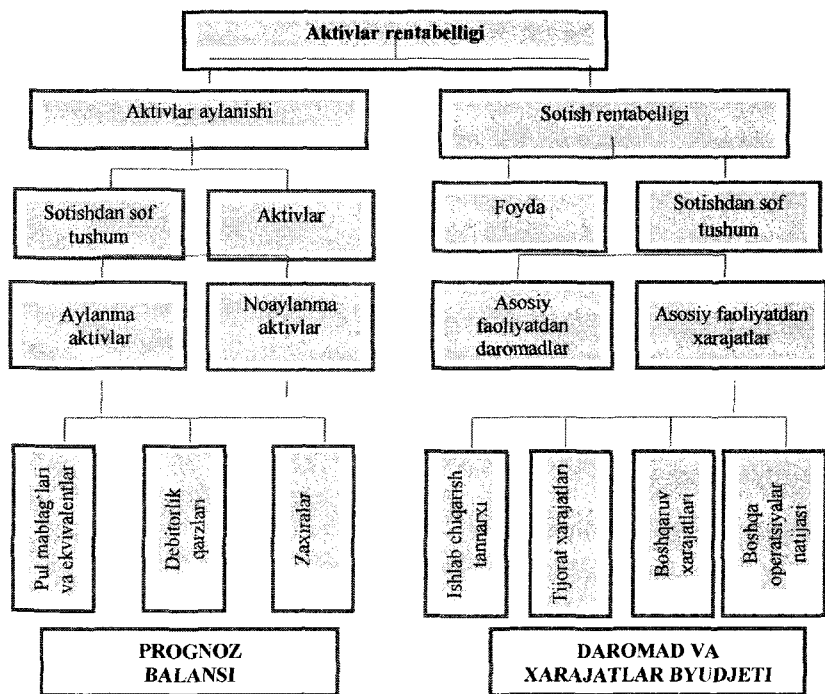 Aktivlar rentabelligi
Aktivlar aylanishi
Sotish rentabelligi
Sotishdan sof
tushum
Aktivlar
Foyda
Sotishdan sof
tushum
Aylanma
aktivlar
Noaylanma
aktivlar
Asosiy
faoliyatdan
daromadlar
Asosiy faoliyatdan
xarajatlar
Pul mablag'lari
va ekvivalentlar
Debitorlik
qarzlari
Zaxiralar
Ishlab chiqarish
tannarxi
Tijorat xarajatlari
Boshqaruv
xarajatlari
Boshqa
operatsiyalar
natijasi
PROGNOZ
BALANSI
DAROMAD VA
XARAJATLAR BYUDJETI